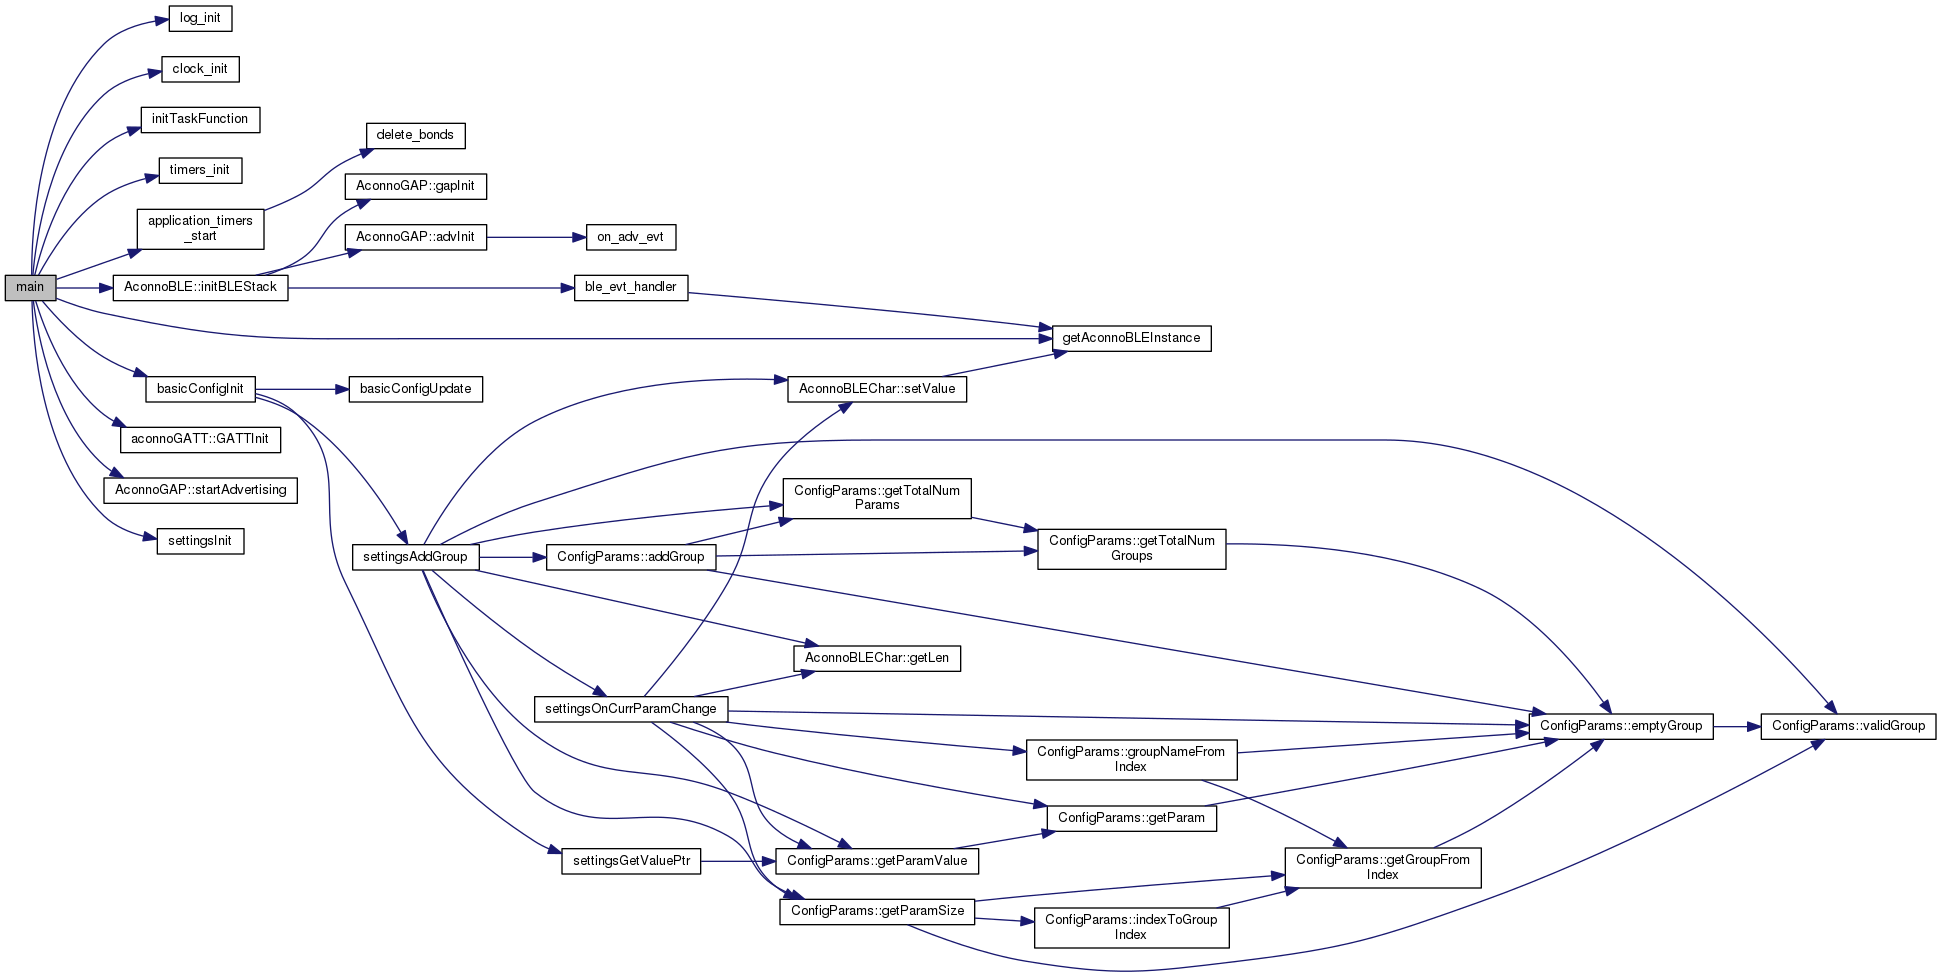 log_init
clock_init
initTaskFunction
timers_init
application_timers
_start
delete_bonds
AconnoGAP::gapInit
AconnoGAP::advInit
on_adv_evt
main
AconnoBLE::initBLEStack
ble_evt_handler
getAconnoBLEInstance
basicConfigInit
basicConfigUpdate
AconnoBLEChar::setValue
aconnoGATT::GATTInit
AconnoGAP::startAdvertising
settingsInit
ConfigParams::getTotalNum
Params
settingsAddGroup
ConfigParams::addGroup
ConfigParams::getTotalNum
Groups
AconnoBLEChar::getLen
settingsOnCurrParamChange
ConfigParams::emptyGroup
ConfigParams::validGroup
ConfigParams::groupNameFrom
Index
ConfigParams::getParam
settingsGetValuePtr
ConfigParams::getParamValue
ConfigParams::getGroupFrom
Index
ConfigParams::getParamSize
ConfigParams::indexToGroup
Index